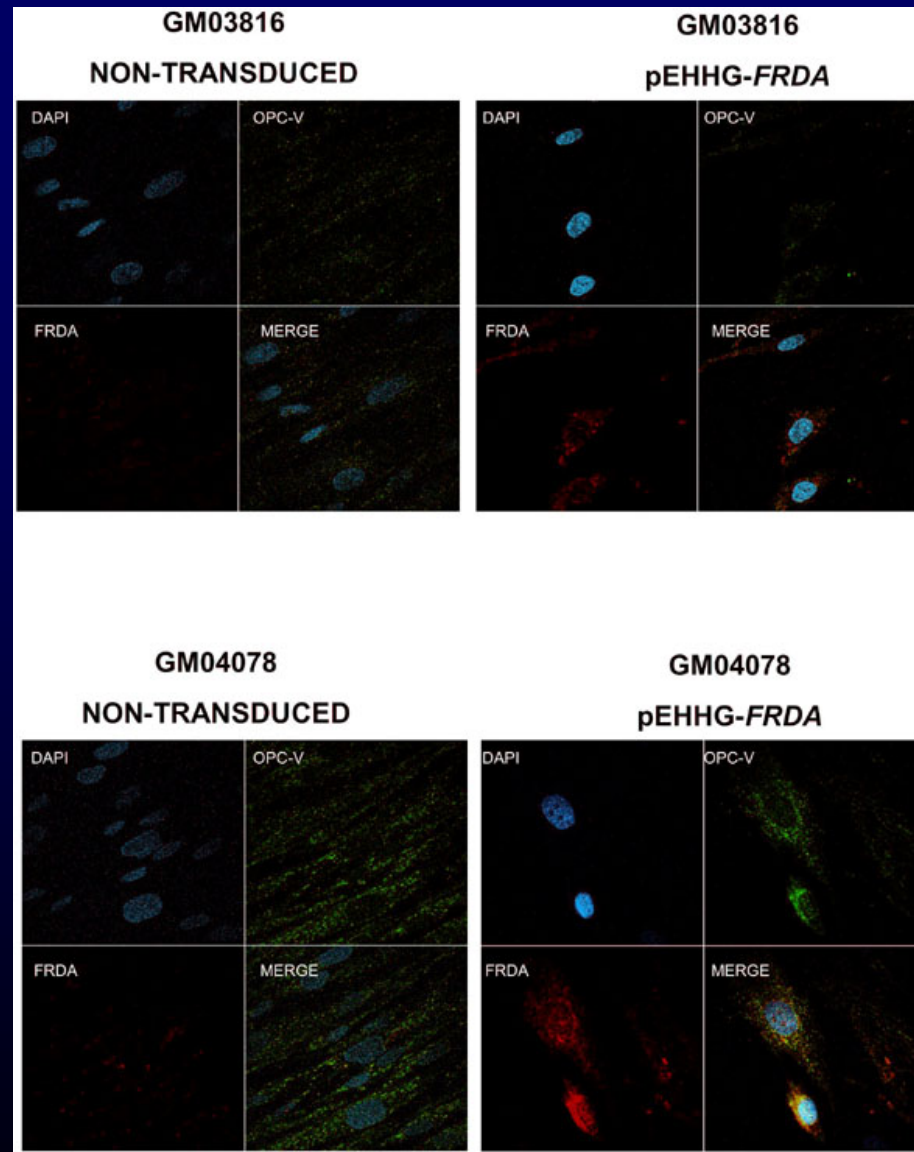 GM03816
NON-TRANSDUCED
DAPI
OPC-V
FRDA
MERGE
GM03816
pEHHG-FRDA
DAPI
OPC-V
FRDA
MERGE
GM04078
NON-TRANSDUCED
DAPI
OPC-V
FRDA
MERGE
GM04078
pEHHG-FRDA
DAPI
OPC-V
FRDA
MERGE